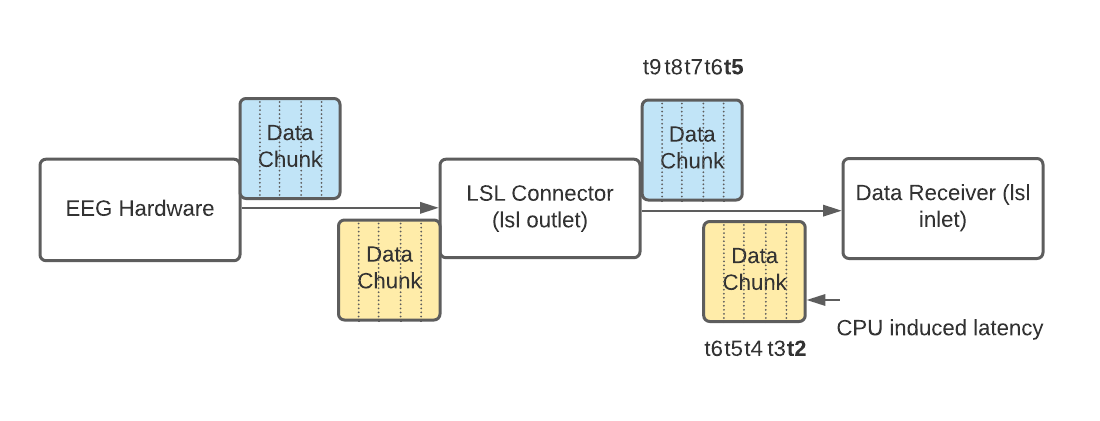 t9 t8 t7 t6 t5
Data
Chunk
Data
Chunk
EEG Hardware
LSL Connector
(lsl outlet)
Data Receiver (lsl
inlet)
Data
Chunk
Data
Chunk
CPU induced latency
t6 t5 t4 t3 t2